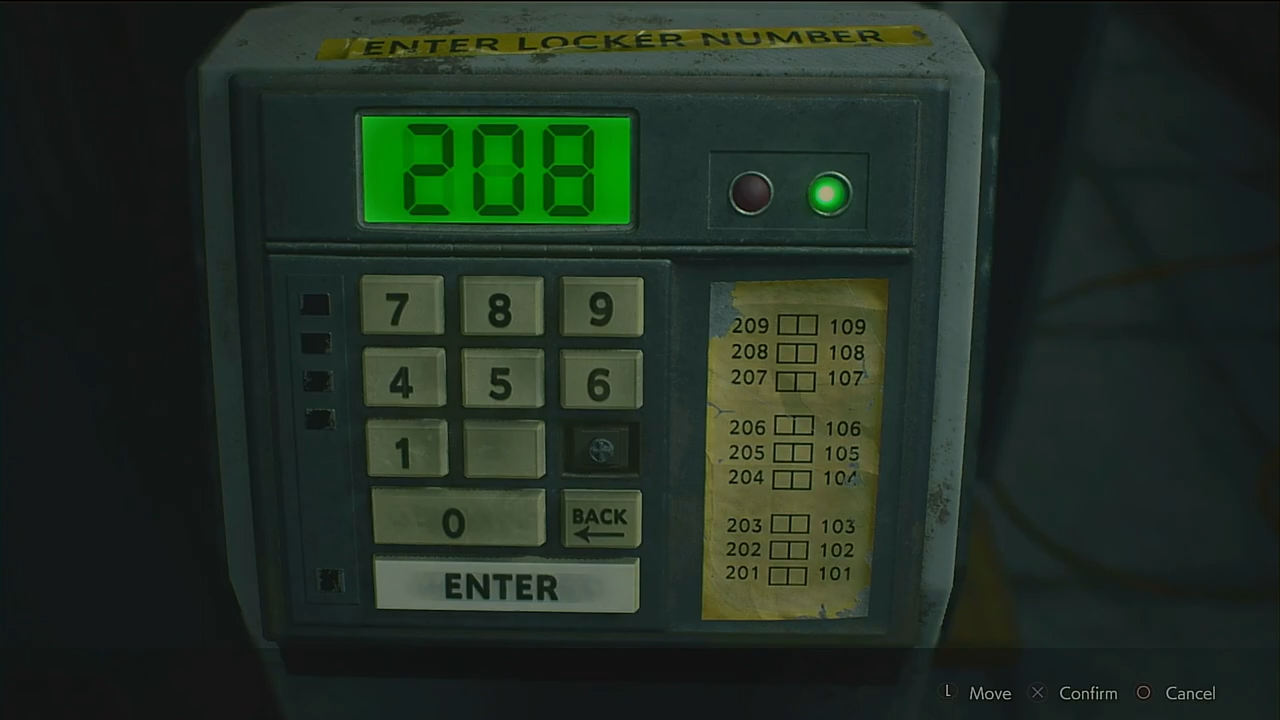 ENTER LOCKER NUMBER
208
7 8 9
4 5 6
1
0 BACK
ENTER
209 109
208 108
207 107
206 106
205 105
204 104
203 103
202 102
201 101
L Move X Confirm O Cancel